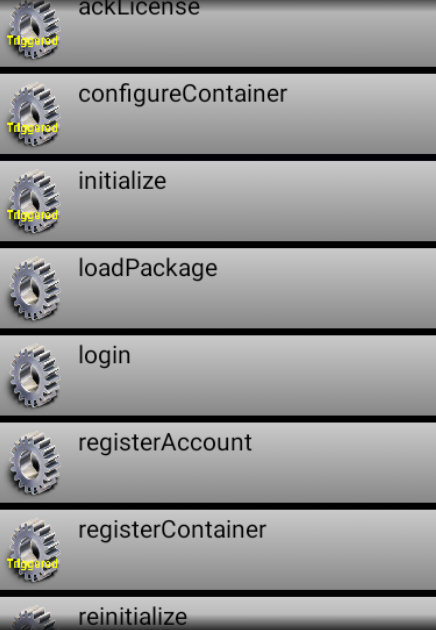 ackLicense
Triggered
configureContainer
Triggered
initialize
Triggered
loadPackage
login
registerAccount
registerContainer
Triggered
reinitialize